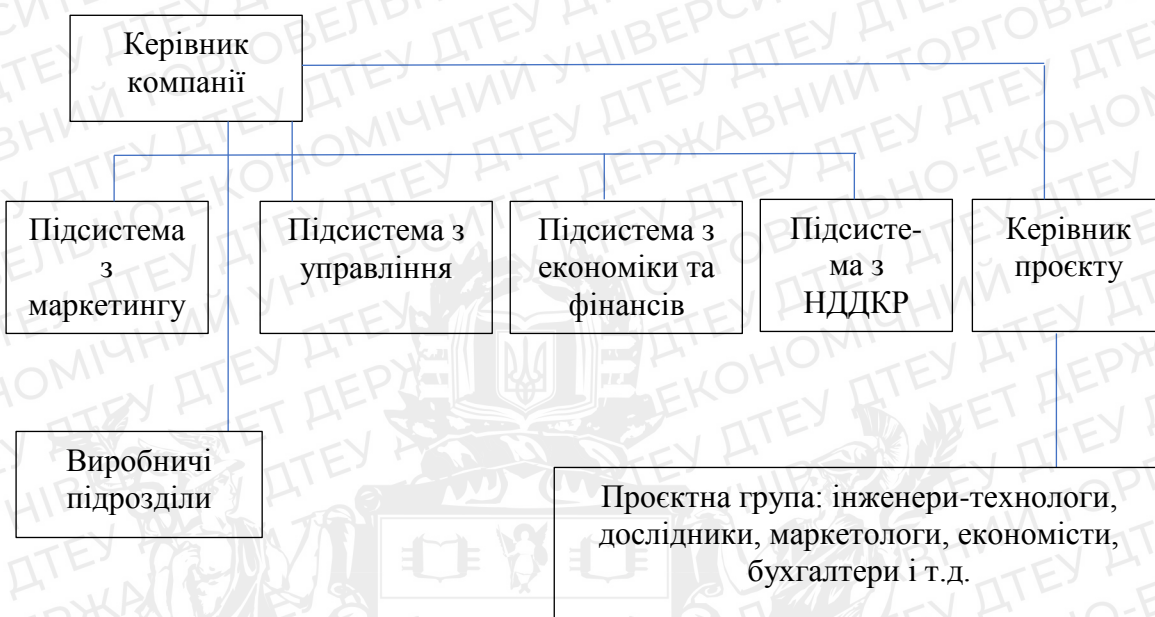 Керівник
компанії
Підсистема
з
маркетингу
Підсистема з
управління
Підсистема з
економіки та
фінансів
Підсисте-
ма з
НДДКР
Керівник
проєкту
Виробничі
підрозділи
Проєктна група: інженери-технологи,
дослідники, маркетологи, економісти,
бухгалтери і т.д.